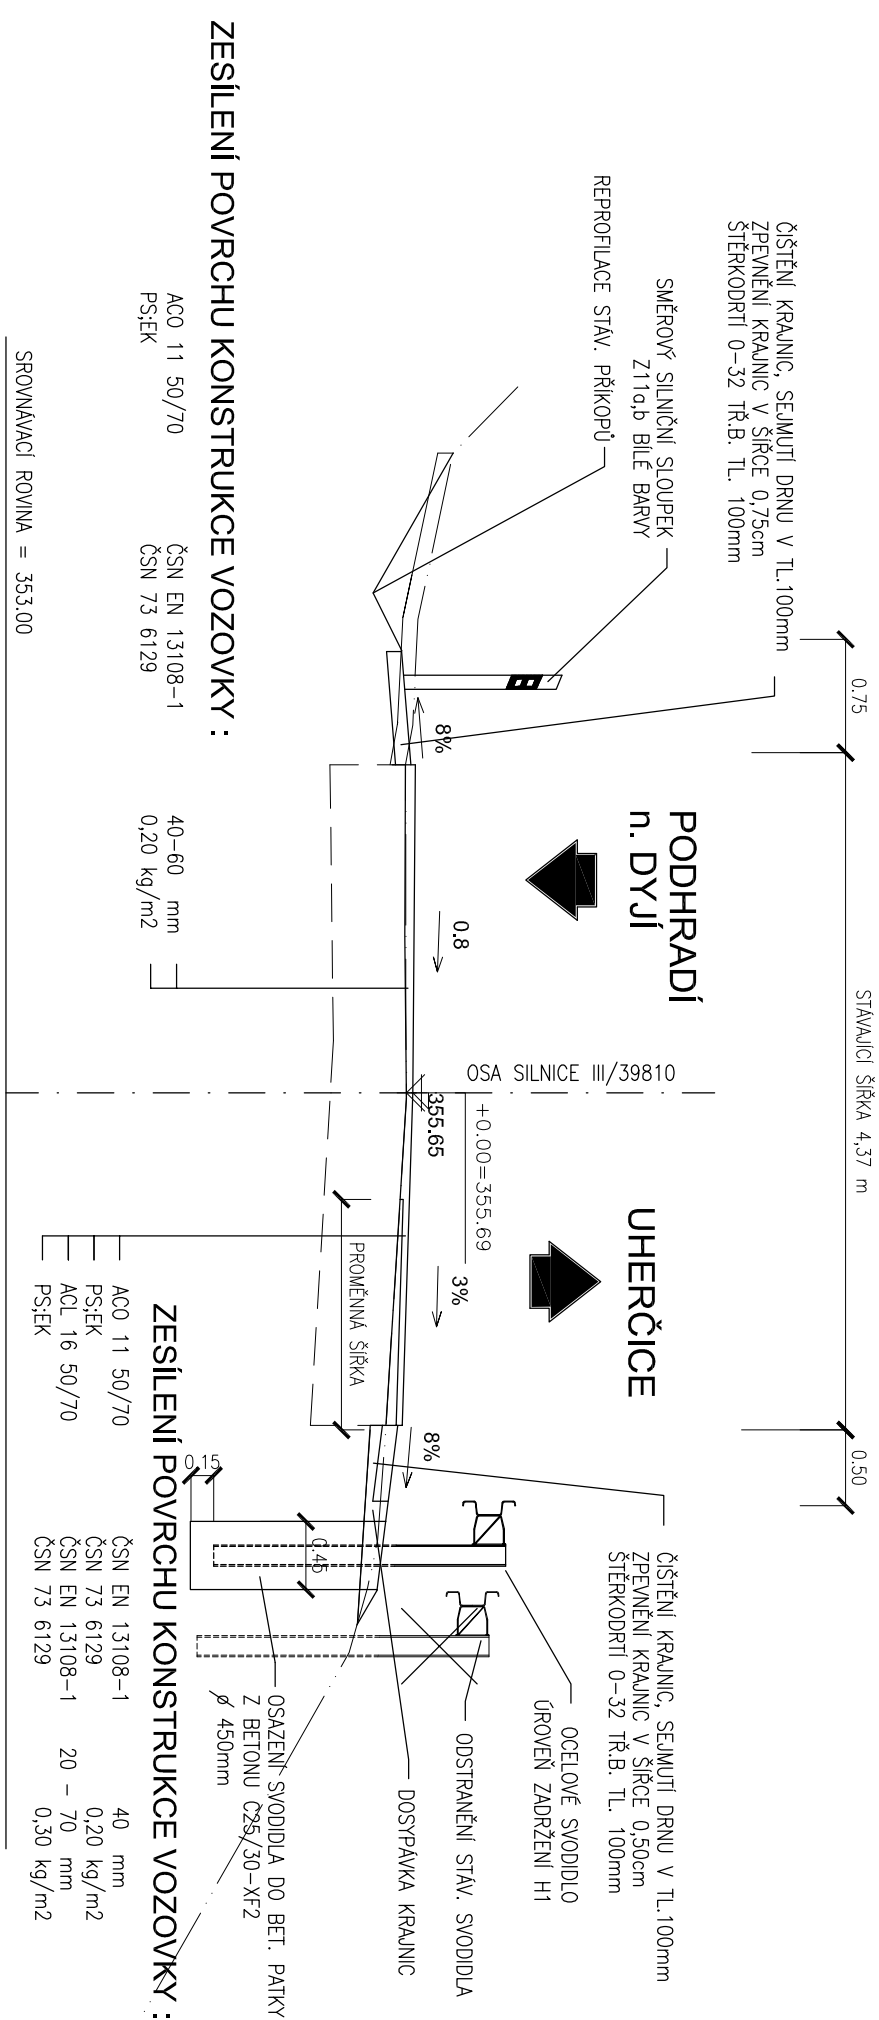 STÁVAJÍCÍ ŠÍŘKA 4,37 m
0.75
0.50
ČIŠTĚNÍ KRAJNIC, SEJMUTÍ DRNU V TL.100mm
ZPEVNĚNÍ KRAJNIC V ŠÍŘCE 0,75cm
ŠTĚRKODRTÍ 0-32 TŘ.B. TL. 100mm
SMĚROVÝ SILNIČNÍ SLOUPEK
Z11a,b BÍLÉ BARVY
REPROFILACE STÁV. PŘÍKOPŮ
PODHRADÍ
n. DYJÍ
UHERČICE
OSA SILNICE III/39810
+0.00=355.69
355.65
8%
0.8
3%
8%
PROMĚNNÁ ŠÍŘKA
ČIŠTĚNÍ KRAJNIC, SEJMUTÍ DRNU V TL.100mm
ZPEVNĚNÍ KRAJNIC V ŠÍŘCE 0,50cm
ŠTĚRKODRTÍ 0-32 TŘ.B. TL. 100mm
OCELOVÉ SVODIDLO
ÚROVEŇ ZADRŽENÍ H1
ODSTRANĚNÍ STÁV. SVODIDLA
DOSYPÁVKA KRAJNIC
OSAZENÍ SVODIDLA DO BET. PATKY
Z BETONU C25/30-XF2
Ø 450mm
0.45
0.15
ZESÍLENÍ POVRCHU KONSTRUKCE VOZOVKY :
ACO 11 50/70 ČSN EN 13108-1 40-60 mm
PS;EK ČSN 73 6129 0,20 kg/m2
ZESÍLENÍ POVRCHU KONSTRUKCE VOZOVKY :
ACO 11 50/70 ČSN EN 13108-1 40 mm
PS;EK ČSN 73 6129 0,20 kg/m2
ACL 16 50/70 ČSN EN 13108-1 20 - 70 mm
PS;EK ČSN 73 6129 0,30 kg/m2
SROVNÁVACÍ ROVINA = 353.00